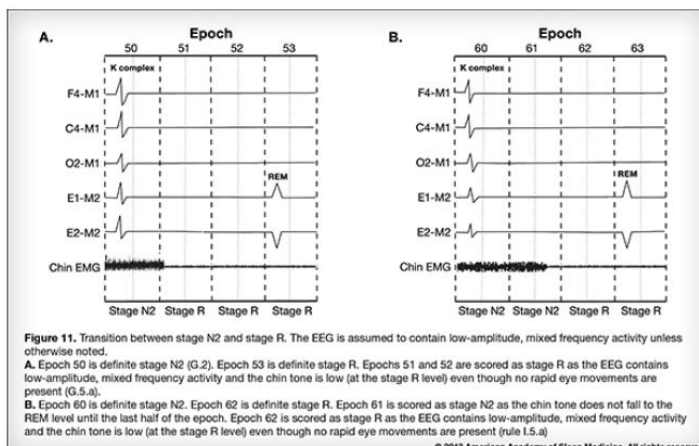 A.
Epoch
50 51 52 53
K complex
F4-M1
C4-M1
O2-M1
REM
E1-M2
E2-M2
Chin EMG
Stage N2 Stage R Stage R Stage R
B.
Epoch
60 61 62 63
K complex
F4-M1
C4-M1
O2-M1
REM
E1-M2
E2-M2
Chin EMG
Stage N2 Stage N2 Stage R Stage R
Figure 11. Transition between stage N2 and stage R. The EEG is assumed to contain low-amplitude, mixed frequency activity unless
otherwise noted.
A. Epoch 50 is definite stage N2 (G.2). Epoch 53 is definite stage R. Epochs 51 and 52 are scored as stage R as the EEG contains
low-amplitude, mixed frequency activity and the chin tone is low (at the stage R level) even though no rapid eye movements are
present (G.5.a).
B. Epoch 60 is definite stage N2. Epoch 62 is definite stage R. Epoch 61 is scored as stage N2 as the chin tone does not fall to the
REM level until the last half of the epoch. Epoch 62 is scored as stage R as the EEG contains low-amplitude, mixed frequency activity
and the chin tone is low (at the stage R level) even though no rapid eye movements are present (rule I.5.a)